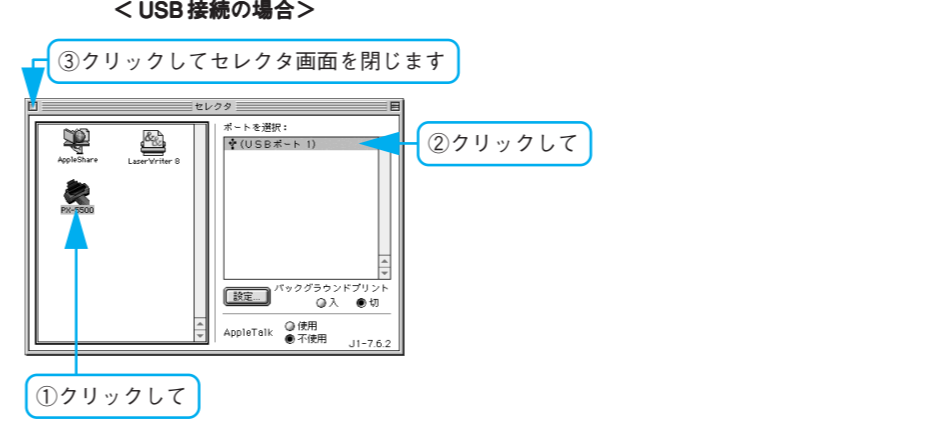 ＜USB接続の場合＞
③クリックしてセレクタ画面を閉じます
セレクタ
AppleShare
LaserWriter 8
PX-5500
ポートを選択：
(USBポート 1)
②クリックして
設定...
バックグラウンドプリント
入 切
AppleTalk
使用
不使用
J1-7.6.2
①クリックして